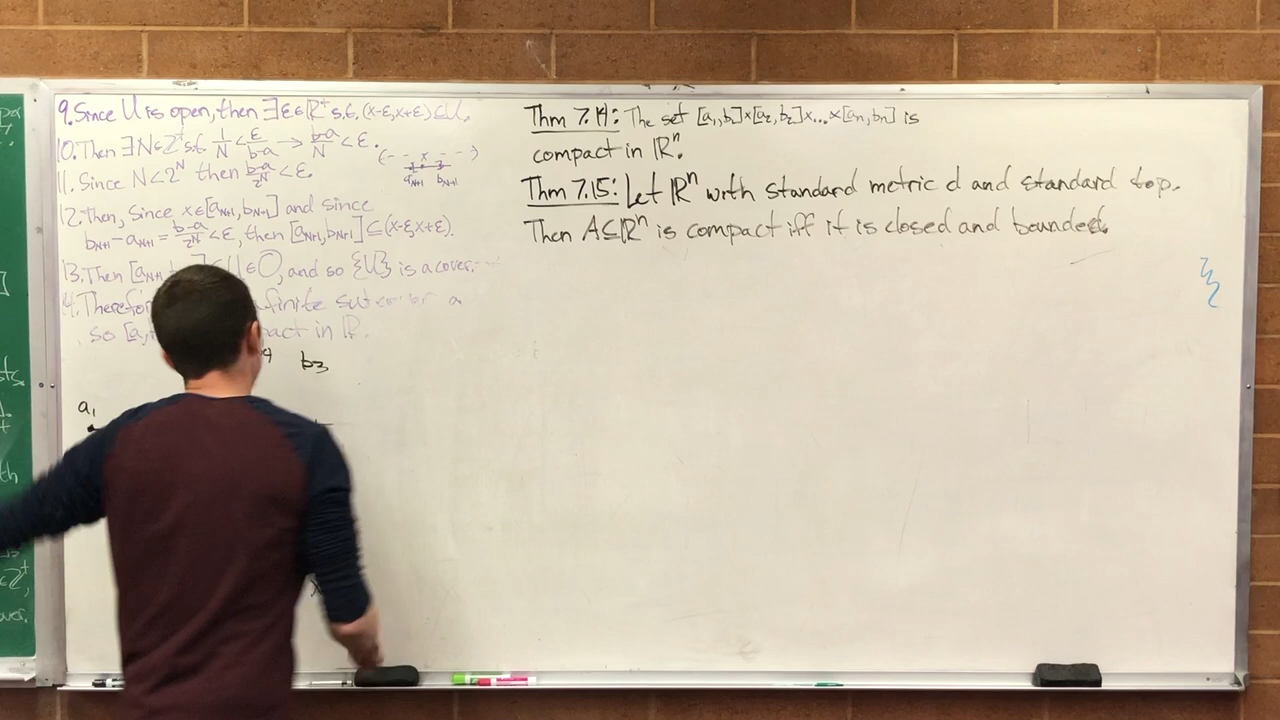 9. Since U is open, then ∃ε∈ℝ⁺ s.t. (x-ε,x+ε)⊆U.
10. Then ∃N∈ℤ⁺ s.t. 1/N < ε/(b-a) → (b-a)/N < ε.
11. Since N<2^N then (b-a)/2^N < ε.
(- - x - - )
a_{N+1} b_{N+1}
12. Then, since x∈[a_{N+1},b_{N+1}] and since
b_{N+1}-a_{N+1} = (b-a)/2^N < ε, then [a_{N+1},b_{N+1}]⊆(x-ε,x+ε).
13. Then [a_{N+1} ⊆U∈O, and so {U} is a cover
14. Therefor finite subcover a
so [a, pact in ℝ.
b₃
a₁
Thm 7.14: The set [a₁,b₁]×[a₂,b₂]×...×[aₙ,bₙ] is
compact in ℝⁿ.
Thm 7.15: Let ℝⁿ with standard metric d and standard top.
Then A⊆ℝⁿ is compact iff it is closed and bounded.